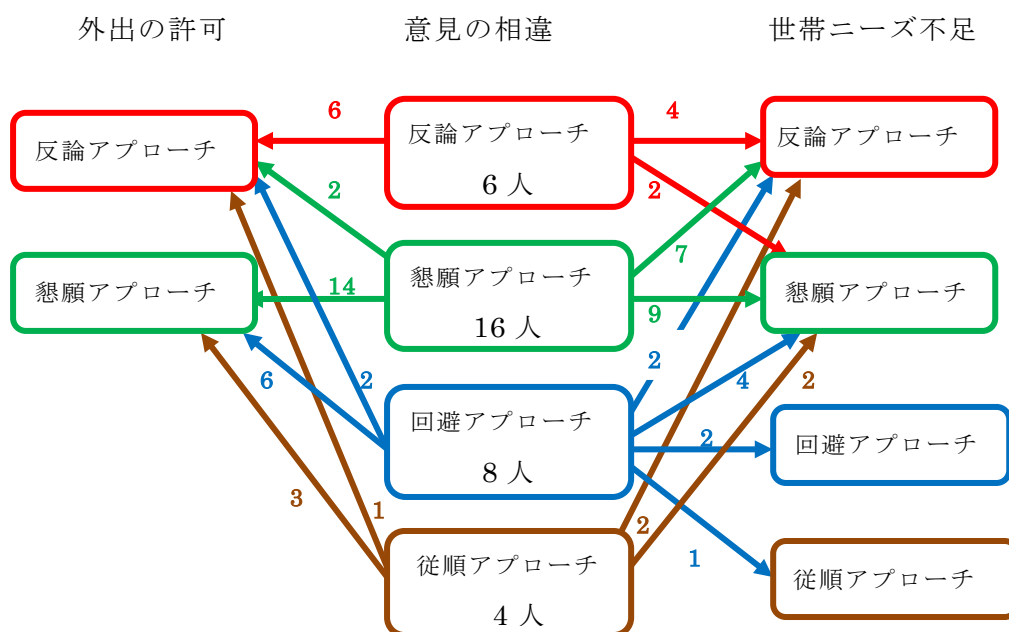 外出の許可
意見の相違
世帯ニーズ不足
反論アプローチ
6
反論アプローチ
6 人
4
反論アプローチ
2
2
懇願アプローチ
14
懇願アプローチ
16 人
7
9
懇願アプローチ
6
2
回避アプローチ
8 人
2
4
2
2
回避アプローチ
3
1
従順アプローチ
4 人
2
1
従順アプローチ